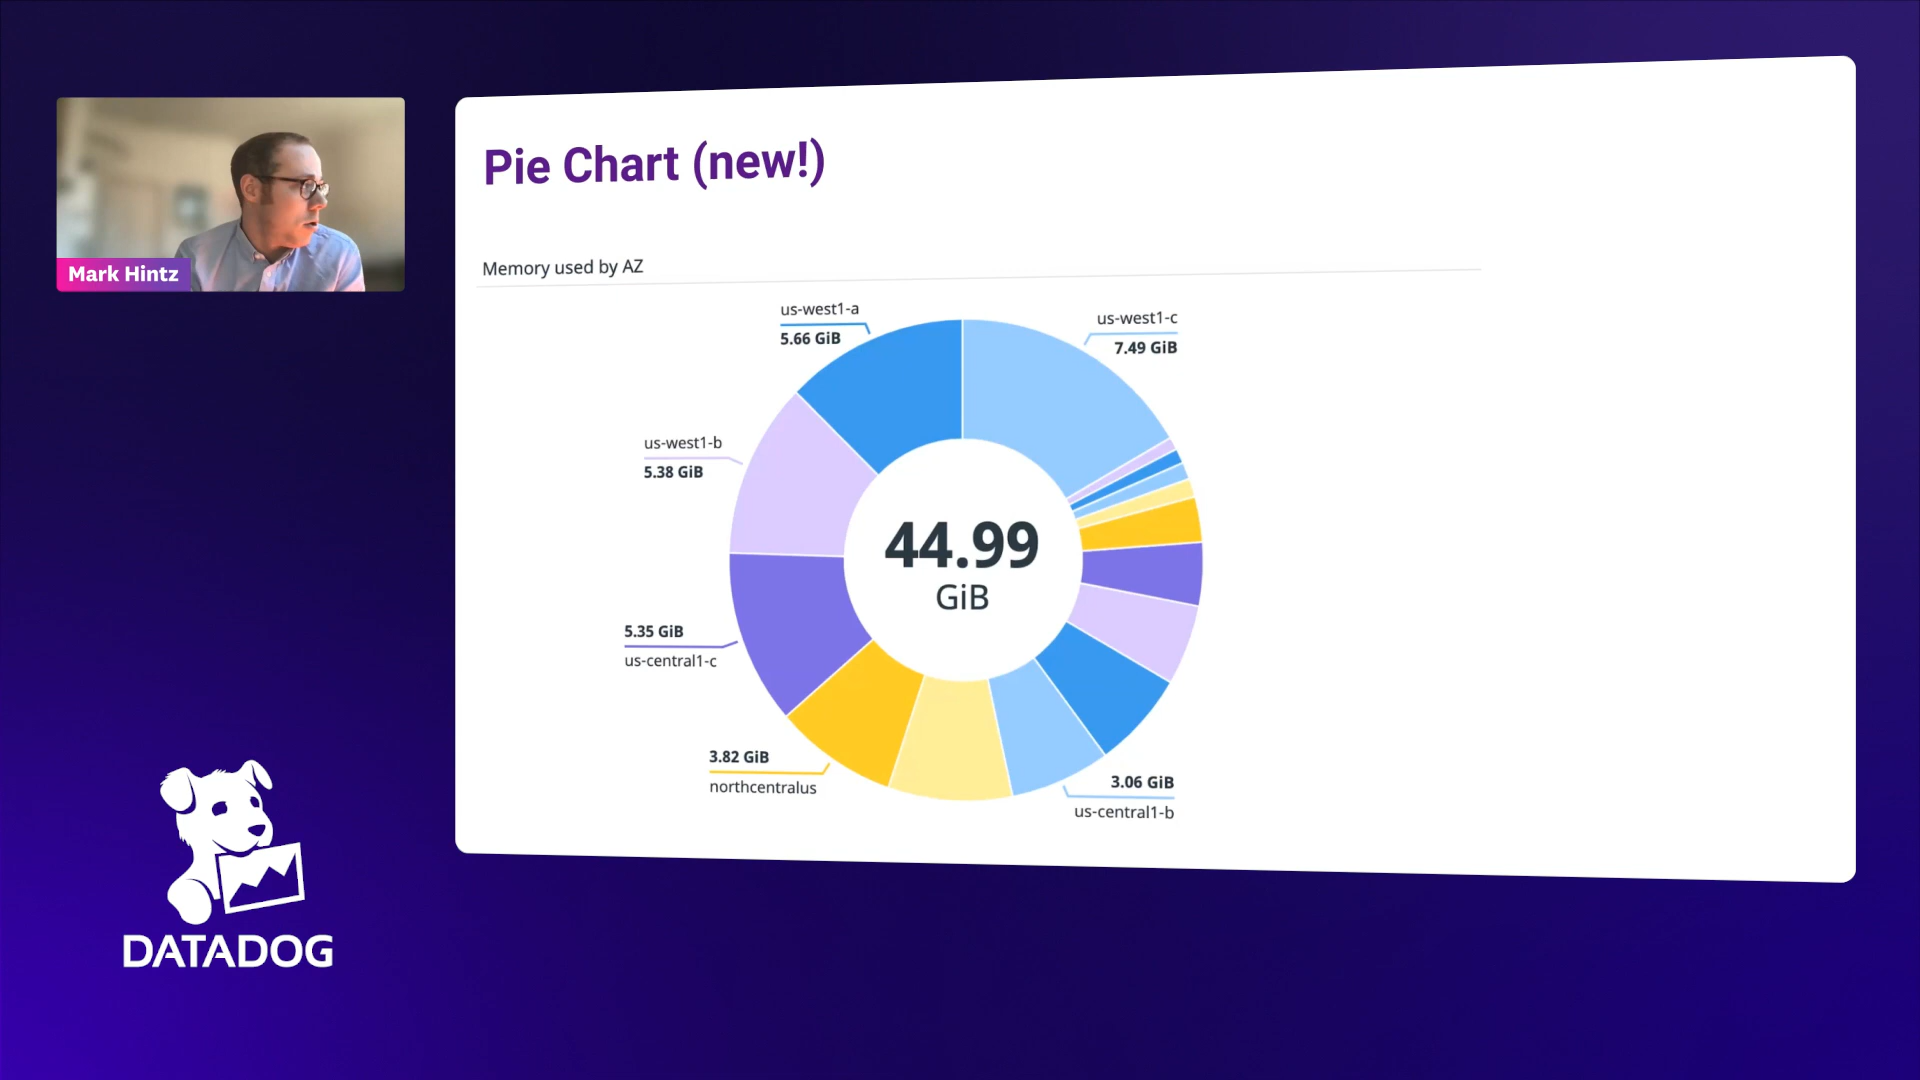 Mark Hintz
DATADOG
Pie Chart (new!)
Memory used by AZ
us-west1-a
5.66 GiB
us-west1-c
7.49 GiB
us-west1-b
5.38 GiB
44.99
GiB
5.35 GiB
us-central1-c
3.82 GiB
northcentralus
3.06 GiB
us-central1-b